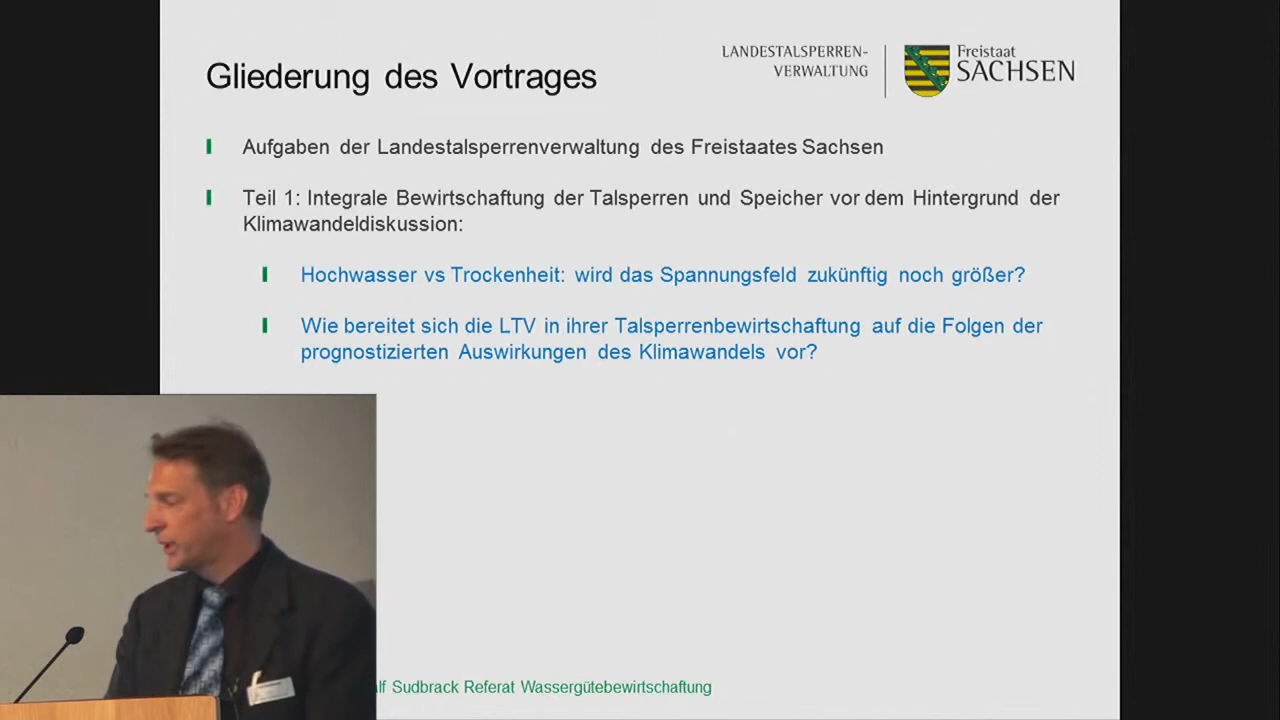 Gliederung des Vortrages
LANDESTALSPERREN-
VERWALTUNG
Freistaat
SACHSEN
Aufgaben der Landestalsperrenverwaltung des Freistaates Sachsen
Teil 1: Integrale Bewirtschaftung der Talsperren und Speicher vor dem Hintergrund der
Klimawandeldiskussion:
Hochwasser vs Trockenheit: wird das Spannungsfeld zukünftig noch größer?
Wie bereitet sich die LTV in ihrer Talsperrenbewirtschaftung auf die Folgen der
prognostizierten Auswirkungen des Klimawandels vor?
Sudbrack Referat Wassergütebewirtschaftung